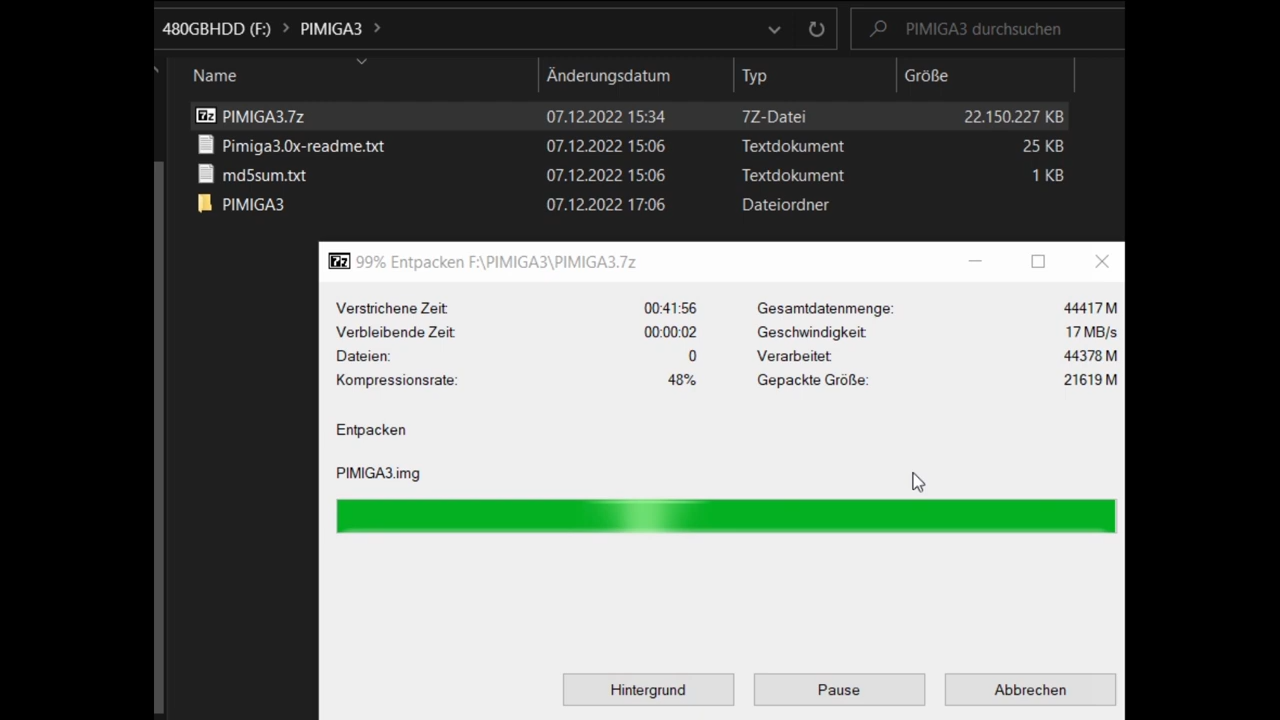 480GBHDD (F:) > PIMIGA3 >
PIMIGA3 durchsuchen
Name Änderungsdatum Typ Größe
PIMIGA3.7z 07.12.2022 15:34 7Z-Datei 22.150.227 KB
Pimiga3.0x-readme.txt 07.12.2022 15:06 Textdokument 25 KB
md5sum.txt 07.12.2022 15:06 Textdokument 1 KB
PIMIGA3 07.12.2022 17:06 Dateiordner
7z 99% Entpacken F:\PIMIGA3\PIMIGA3.7z
Verstrichene Zeit: 00:41:56 Gesamtdatenmenge: 44417 M
Verbleibende Zeit: 00:00:02 Geschwindigkeit: 17 MB/s
Dateien: 0 Verarbeitet: 44378 M
Kompressionsrate: 48% Gepackte Größe: 21619 M
Entpacken
PIMIGA3.img
Hintergrund Pause Abbrechen